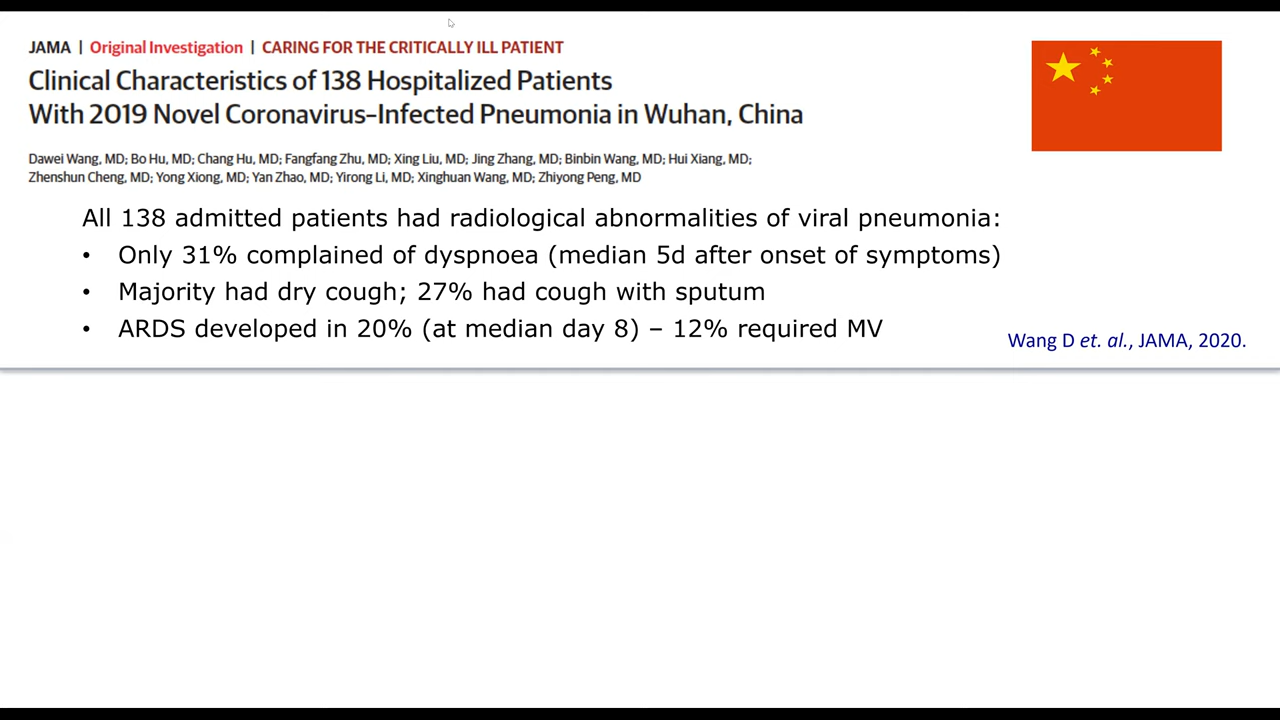 JAMA | Original Investigation | CARING FOR THE CRITICALLY ILL PATIENT
Clinical Characteristics of 138 Hospitalized Patients
With 2019 Novel Coronavirus-Infected Pneumonia in Wuhan, China
Dawei Wang, MD; Bo Hu, MD; Chang Hu, MD; Fangfang Zhu, MD; Xing Liu, MD; Jing Zhang, MD; Binbin Wang, MD; Hui Xiang, MD;
Zhenshun Cheng, MD; Yong Xiong, MD; Yan Zhao, MD; Yirong Li, MD; Xinghuan Wang, MD; Zhiyong Peng, MD
All 138 admitted patients had radiological abnormalities of viral pneumonia:
• Only 31% complained of dyspnoea (median 5d after onset of symptoms)
• Majority had dry cough; 27% had cough with sputum
• ARDS developed in 20% (at median day 8) – 12% required MV
Wang D et. al., JAMA, 2020.